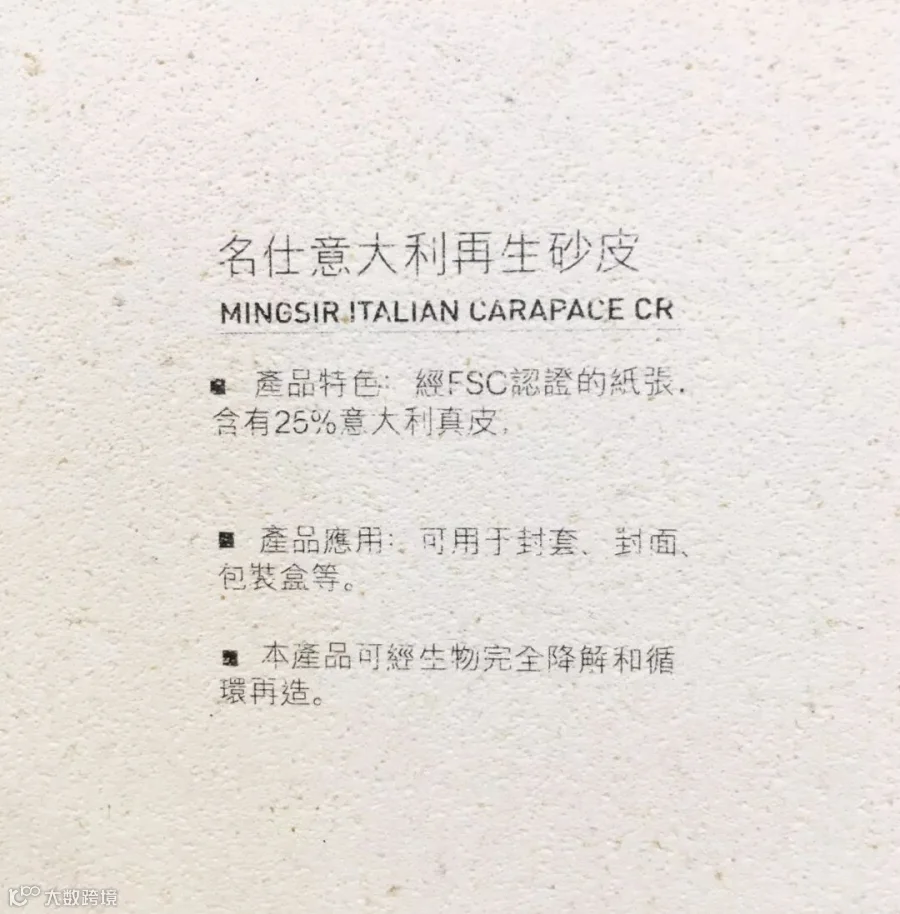 名仕意大利再生砂皮
MINGSIR ITALIAN CARAPACE CR
■ 產品特色：經FSC認證的紙張，
含有25%意大利真皮，
■ 產品應用：可用于封套、封面、
包裝盒等。
■ 本產品可經生物完全降解和循
環再造。
大数跨境